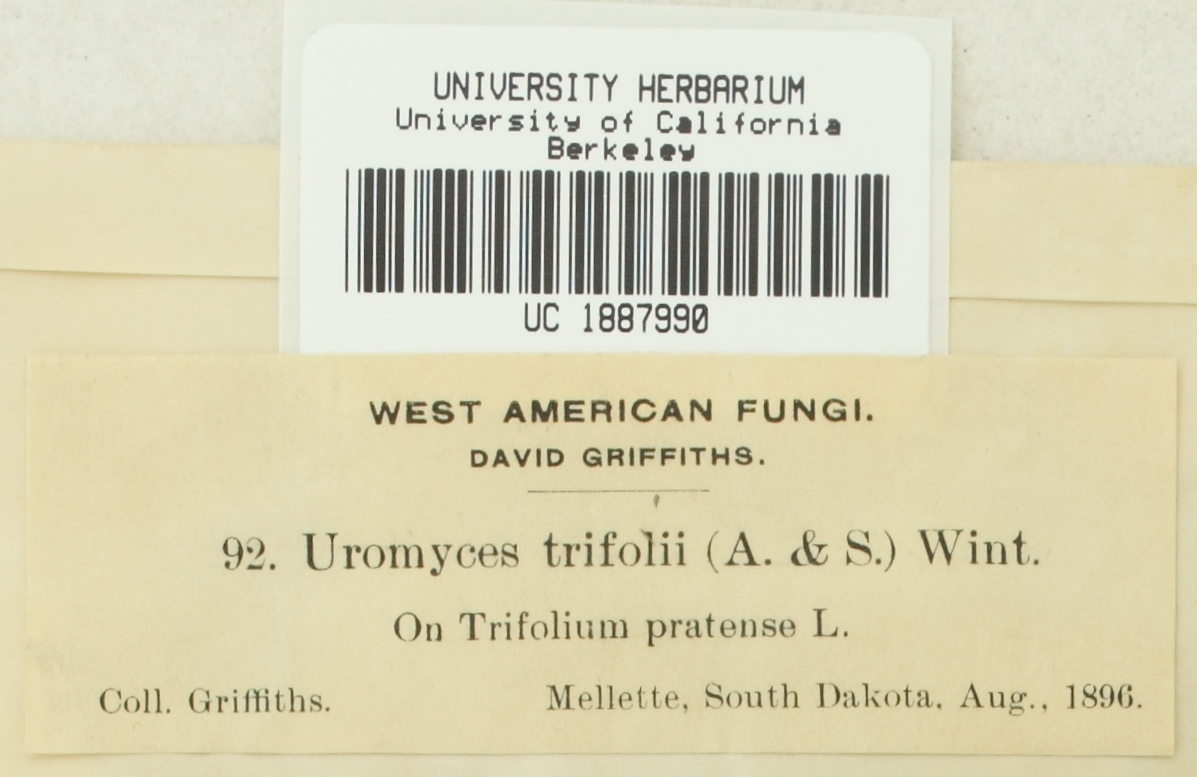 UNIVERSITY HERBARIUM
University of California
Berkeley
UC 1887990
WEST AMERICAN FUNGI.
DAVID GRIFFITHS.
92. Uromyces trifolii (A. & S.) Wint.
On Trifolium pratense L.
Coll. Griffiths. Mellette, South Dakota, Aug., 1896.